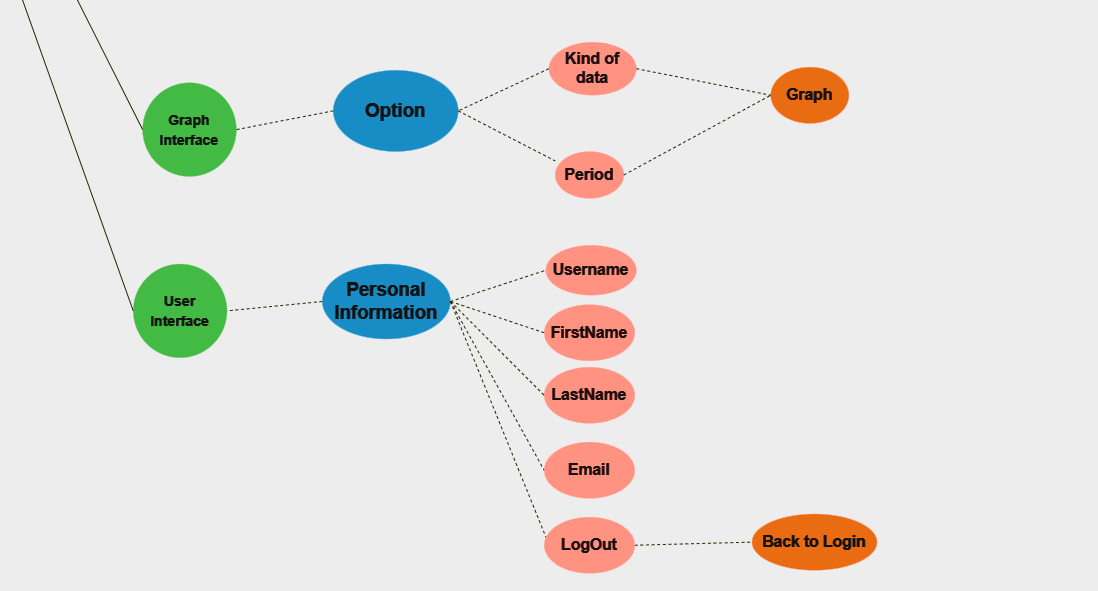 Graph
Interface
Option
Kind of
data
Period
Graph
User
Interface
Personal
Information
Username
FirstName
LastName
Email
LogOut
Back to Login